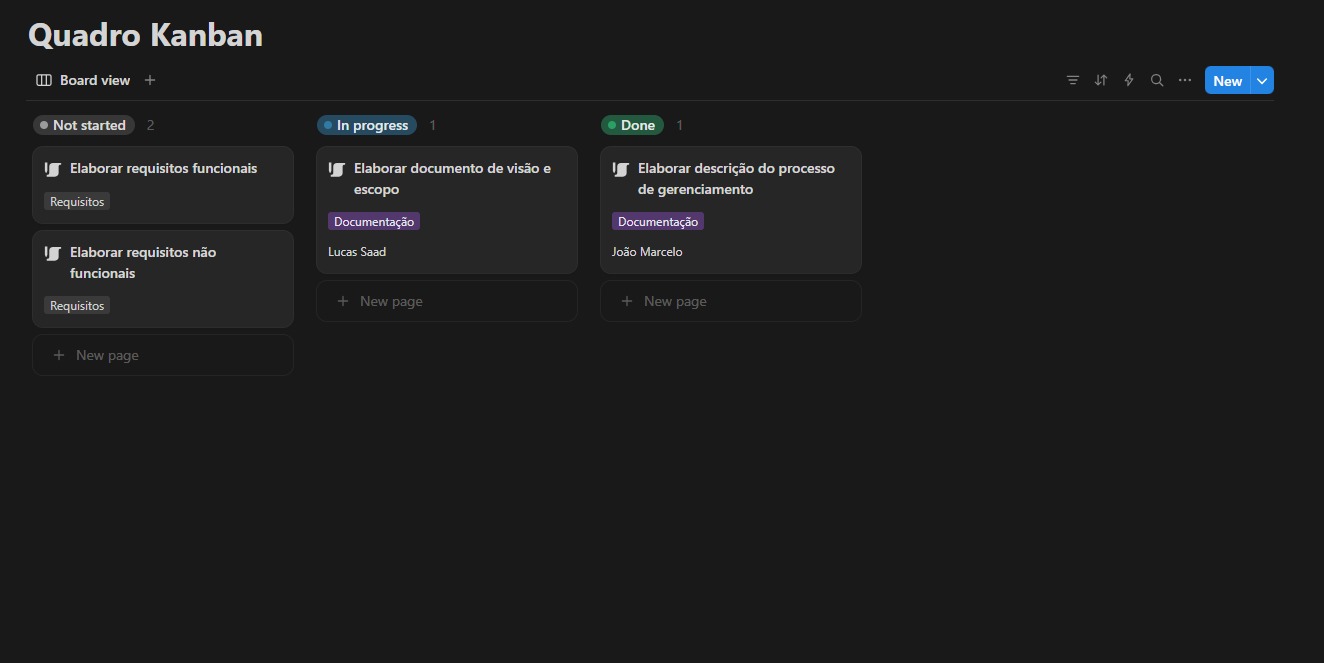 Quadro Kanban
Board view
New
Not started 2
Elaborar requisitos funcionais
Requisitos
Elaborar requisitos não
funcionais
Requisitos
New page
In progress 1
Elaborar documento de visão e
escopo
Documentação
Lucas Saad
New page
Done 1
Elaborar descrição do processo
de gerenciamento
Documentação
João Marcelo
New page